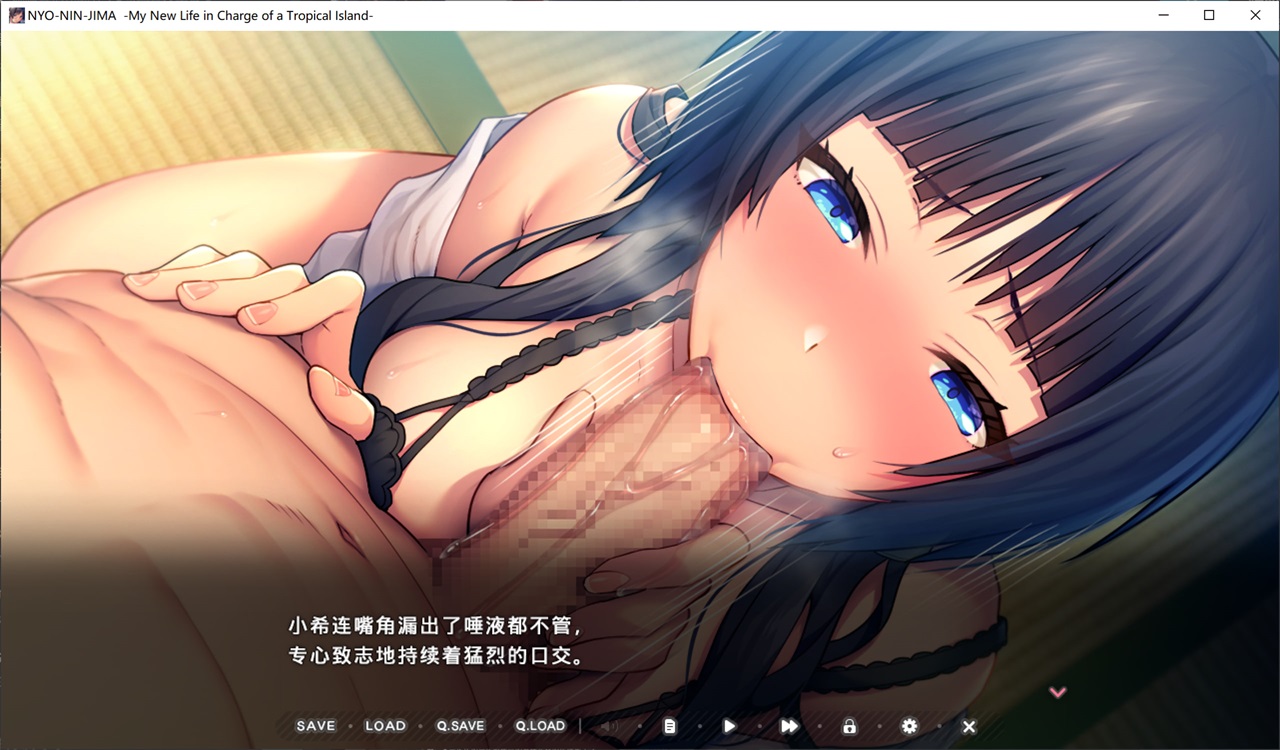 NYO-NIN-JIMA -My New Life in Charge of a Tropical Island-
小希连嘴角漏出了唾液都不管，
专心致志地持续着猛烈的口交。
SAVE LOAD Q.SAVE Q.LOAD